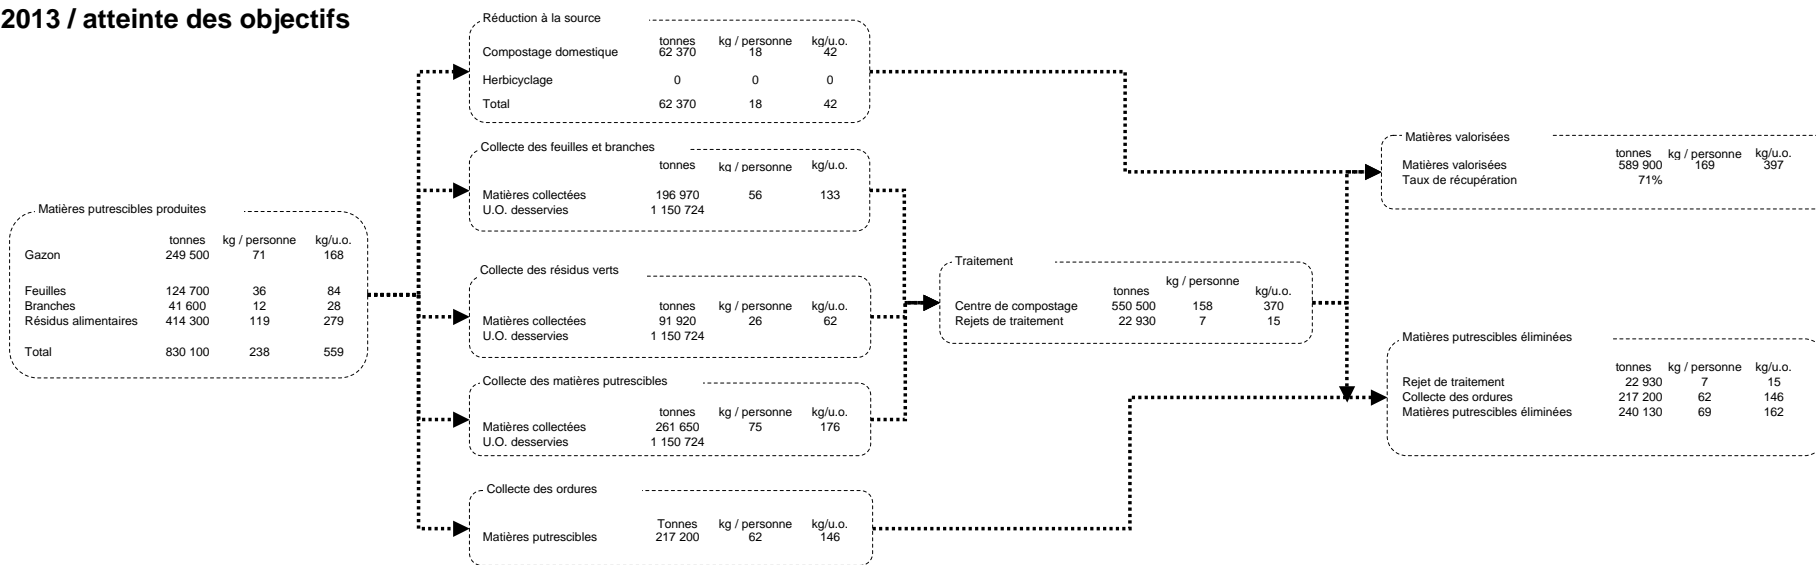 2013 / atteinte des objectifs
Réduction à la source
tonnes kg / personne kg/u.o.
Compostage domestique 62 370 18 42
Herbicyclage 0 0 0
Total 62 370 18 42
Collecte des feuilles et branches
tonnes kg / personne kg/u.o.
Matières collectées 196 970 56 133
U.O. desservies 1 150 724
Matières putrescibles produites
tonnes kg / personne kg/u.o.
Gazon 249 500 71 168
Feuilles 124 700 36 84
Branches 41 600 12 28
Résidus alimentaires 414 300 119 279
Total 830 100 238 559
Collecte des résidus verts
tonnes kg / personne kg/u.o.
Matières collectées 91 920 26 62
U.O. desservies 1 150 724
Collecte des matières putrescibles
tonnes kg / personne kg/u.o.
Matières collectées 261 650 75 176
U.O. desservies 1 150 724
Collecte des ordures
Tonnes kg / personne kg/u.o.
Matières putrescibles 217 200 62 146
Traitement
tonnes kg / personne kg/u.o.
Centre de compostage 550 500 158 370
Rejets de traitement 22 930 7 15
Matières valorisées
tonnes kg / personne kg/u.o.
Matières valorisées 589 900 169 397
Taux de récupération 71%
Matières putrescibles éliminées
tonnes kg / personne kg/u.o.
Rejet de traitement 22 930 7 15
Collecte des ordures 217 200 62 146
Matières putrescibles éliminées 240 130 69 162